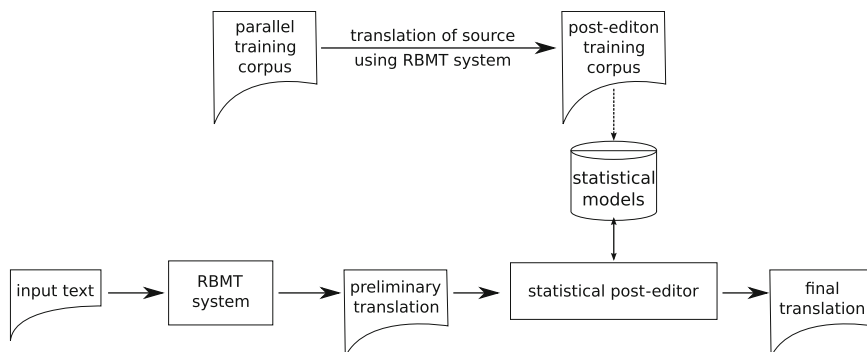 parallel
training
corpus
translation of source
using RBMT system
post-editon
training
corpus
statistical
models
input text
RBMT
system
preliminary
translation
statistical post-editor
final
translation